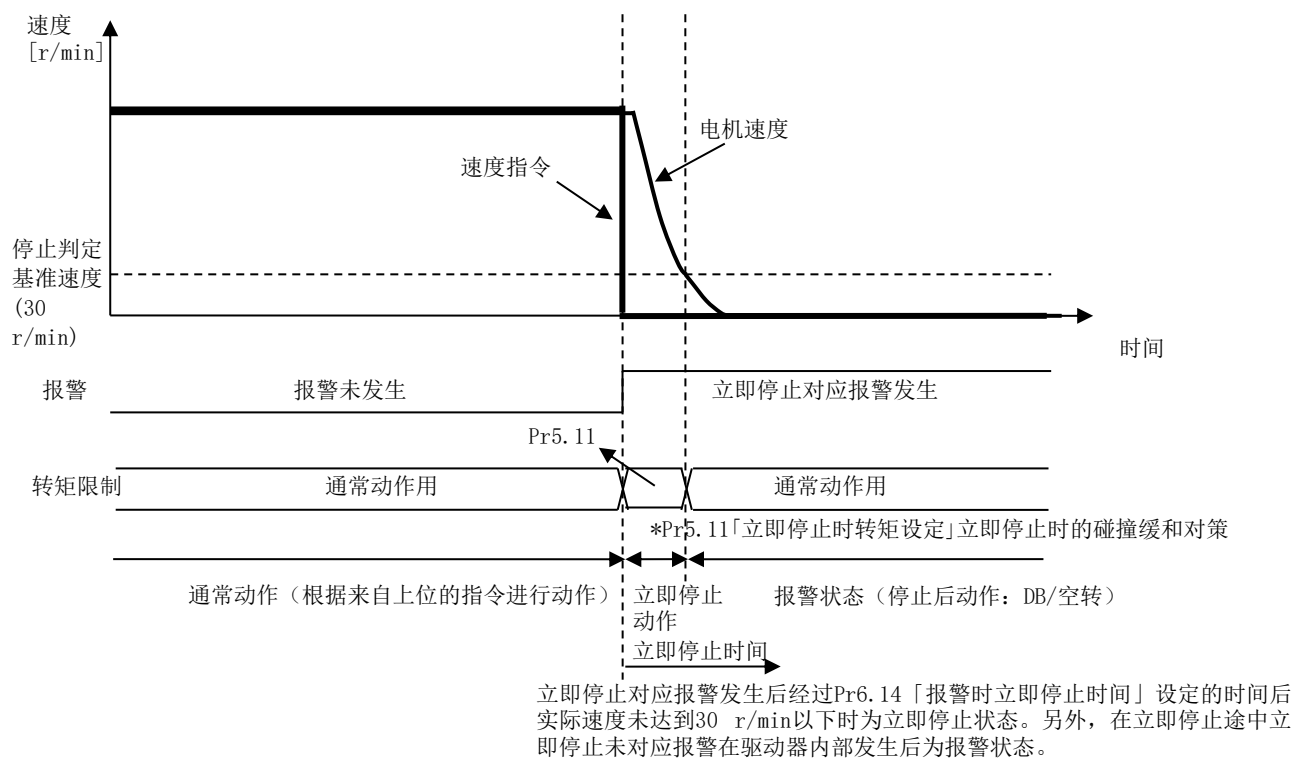 速度
[r/min]
电机速度
速度指令
停止判定
基准速度
(30
r/min)
时间
报警
报警未发生
立即停止对应报警发生
Pr5.11
转矩限制
通常动作用
通常动作用
*Pr5.11「立即停止时转矩设定」立即停止时的碰撞缓和对策
通常动作（根据来自上位的指令进行动作）
立即停止
动作
报警状态（停止后动作：DB/空转）
立即停止时间
立即停止对应报警发生后经过Pr6.14「报警时立即停止时间」设定的时间后
实际速度未达到30 r/min以下时为立即停止状态。另外，在立即停止途中立
即停止未对应报警在驱动器内部发生后为报警状态。